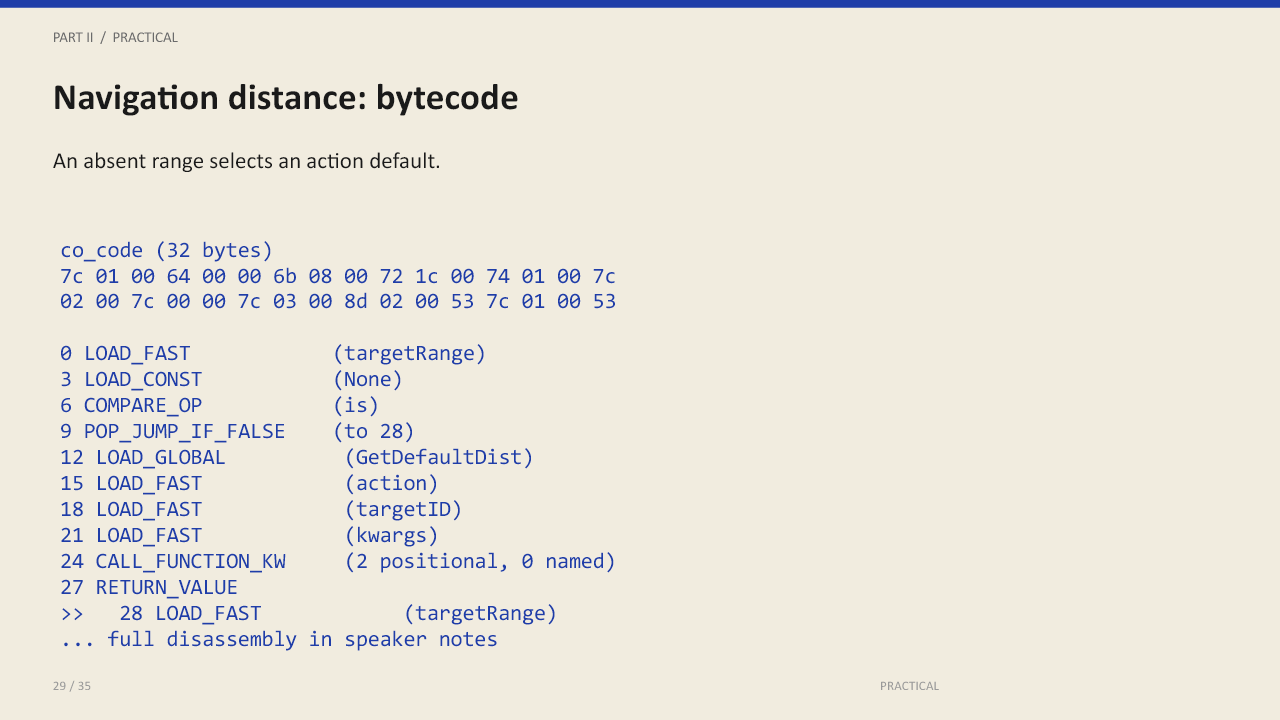 PART II / PRACTICAL
Navigation distance: bytecode
An absent range selects an action default.
co_code (32 bytes)
7c 01 00 64 00 00 6b 08 00 72 1c 00 74 01 00 7c
02 00 7c 00 00 7c 03 00 8d 02 00 53 7c 01 00 53
0 LOAD_FAST (targetRange)
3 LOAD_CONST (None)
6 COMPARE_OP (is)
9 POP_JUMP_IF_FALSE (to 28)
12 LOAD_GLOBAL (GetDefaultDist)
15 LOAD_FAST (action)
18 LOAD_FAST (targetID)
21 LOAD_FAST (kwargs)
24 CALL_FUNCTION_KW (2 positional, 0 named)
27 RETURN_VALUE
>> 28 LOAD_FAST (targetRange)
... full disassembly in speaker notes
29 / 35
PRACTICAL